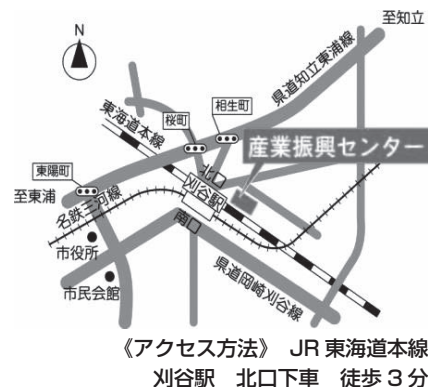 至知立
N
県道知立東浦線
相生町
桜町
東海道本線
産業振興センター
北口
東陽町
刈谷駅
至東浦
名鉄三河線
南口
市役所
県道岡崎刈谷線
市民会館
《アクセス方法》 JR東海道本線
刈谷駅 北口下車 徒歩3分